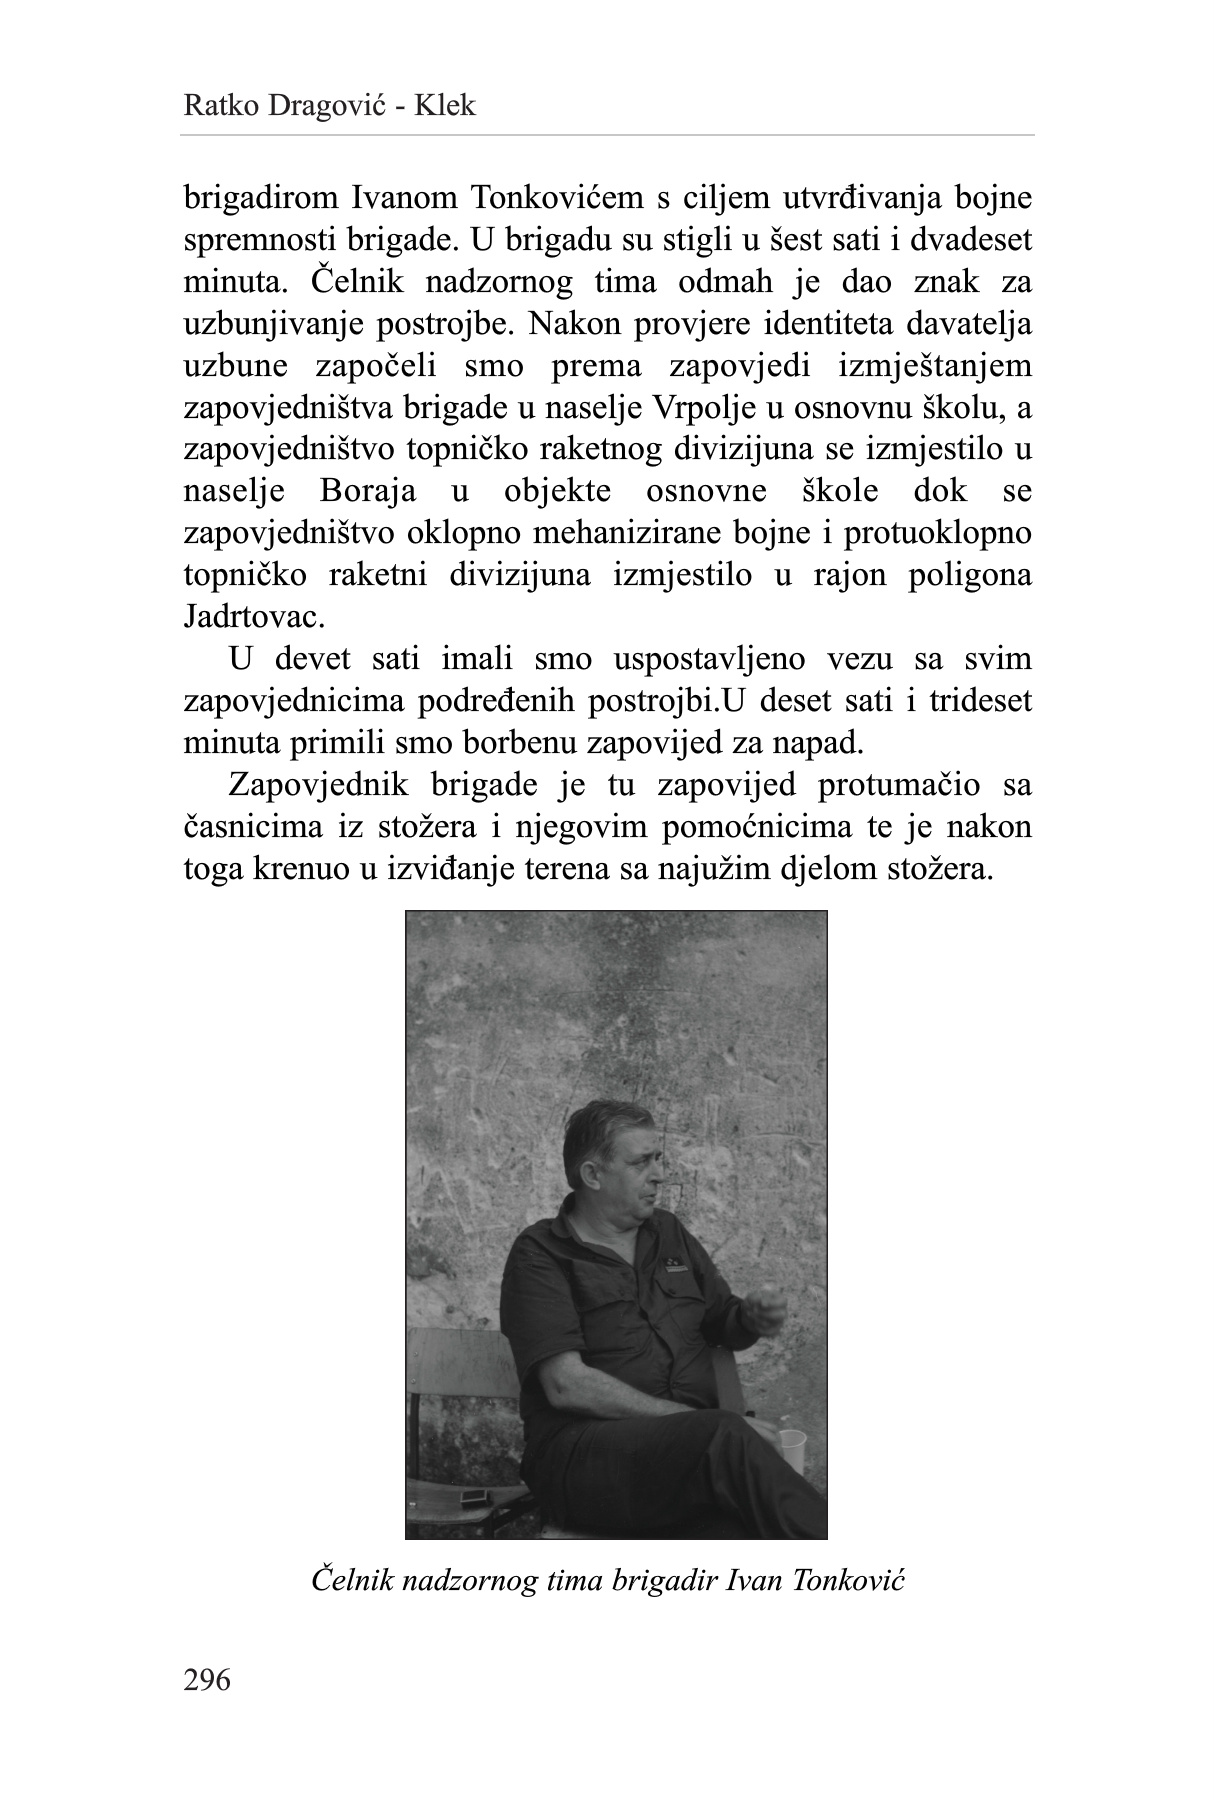 Ratko Dragović - Klek
brigadirom Ivanom Tonkovićem s ciljem utvrđivanja bojne
spremnosti brigade. U brigadu su stigli u šest sati i dvadeset
minuta. Čelnik nadzornog tima odmah je dao znak za
uzbunjivanje postrojbe. Nakon provjere identiteta davatelja
uzbune započeli smo prema zapovjedi izmještanjem
zapovjedništva brigade u naselje Vrpolje u osnovnu školu, a
zapovjedništvo topničko raketnog divizijuna se izmjestilo u
naselje Boraja u objekte osnovne škole dok se
zapovjedništvo oklopno mehanizirane bojne i protuoklopno
topničko raketni divizijuna izmjestilo u rajon poligona
Jadrtovac.
U devet sati imali smo uspostavljeno vezu sa svim
zapovjednicima podređenih postrojbi.U deset sati i trideset
minuta primili smo borbenu zapovijed za napad.
Zapovjednik brigade je tu zapovijed protumačio sa
časnicima iz stožera i njegovim pomoćnicima te je nakon
toga krenuo u izviđanje terena sa najužim djelom stožera.
Čelnik nadzornog tima brigadir Ivan Tonković
296